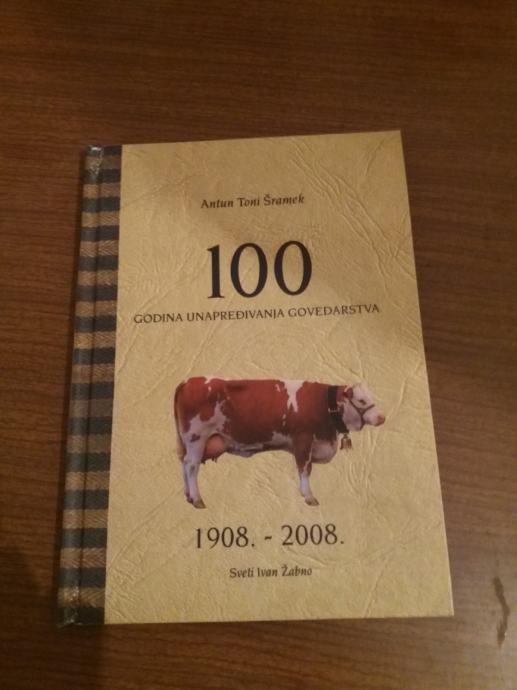 Antun Toni Šramek
100
GODINA UNAPREĐIVANJA GOVEDARSTVA
1908. - 2008.
Sveti Ivan Žabno